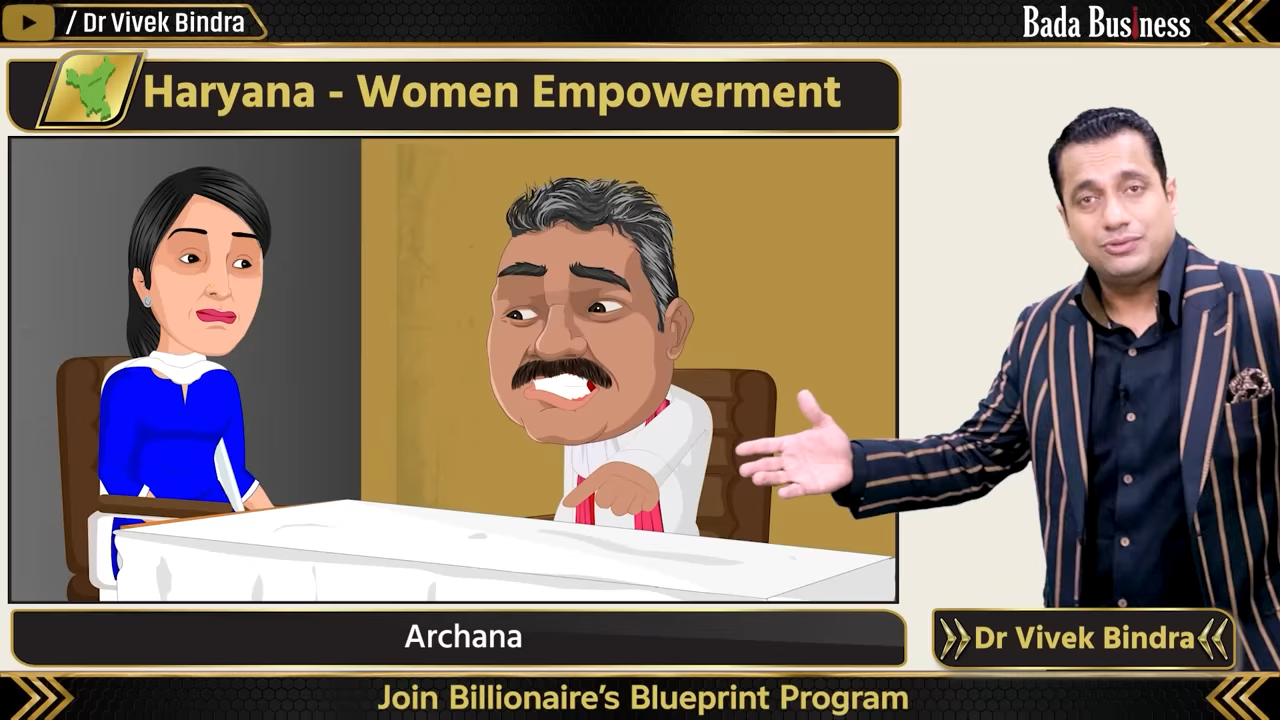 / Dr Vivek Bindra
Bada Business
Haryana - Women Empowerment
Archana
Dr Vivek Bindra
Join Billionaire's Blueprint Program